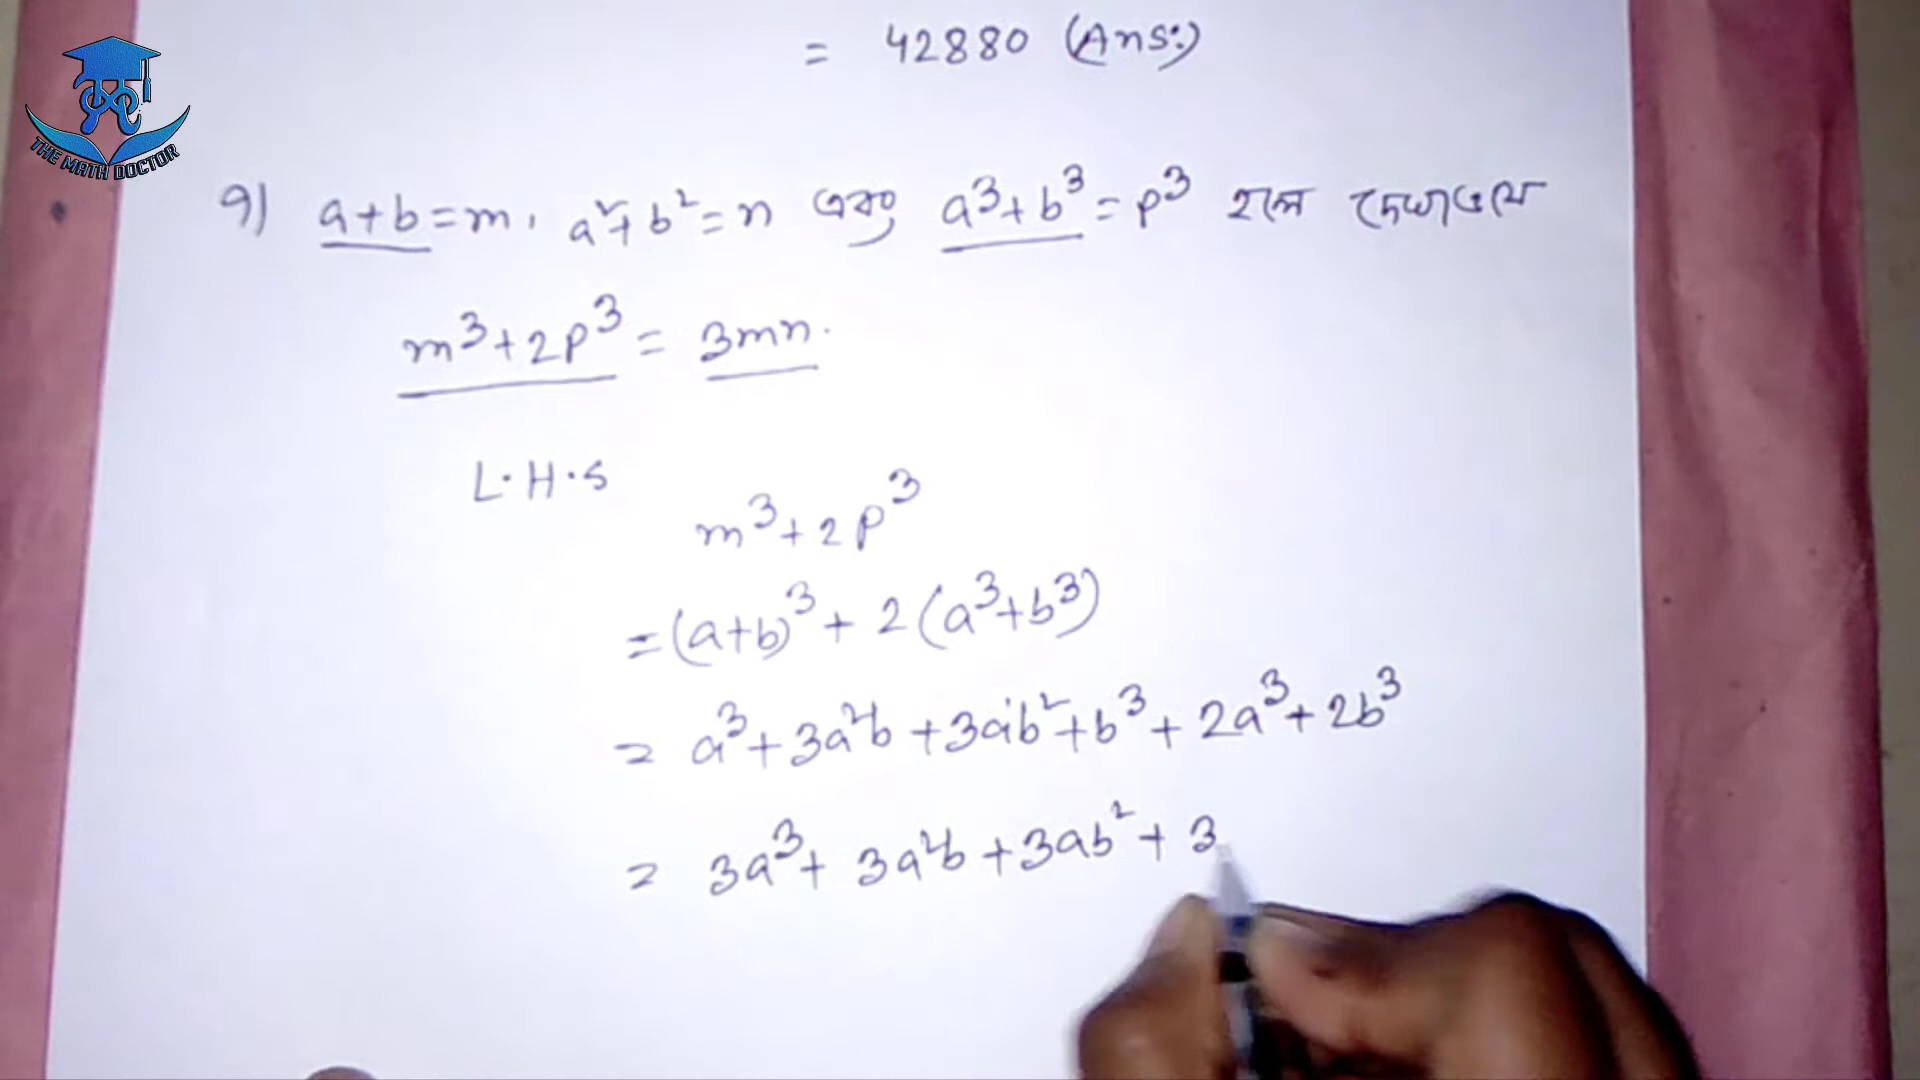 = 42880 (Ans:)
THE MATH DOCTOR
৭) a+b=m, a²+b²=n এবং a³+b³=p³ হলে দেখাও যে
m³+2p³ = 3mn.
L.H.S
m³+2p³
=(a+b)³+2(a³+b³)
= a³+3a²b+3ab²+b³+2a³+2b³
= 3a³+3a²b+3ab²+3